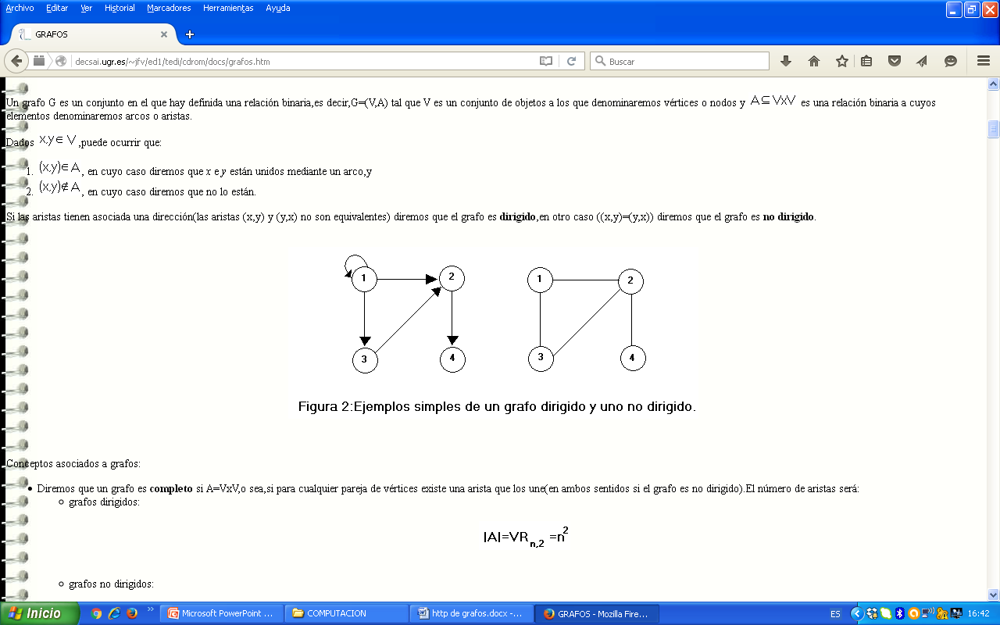 Archivo Editar Ver Historial Marcadores Herramientas Ayuda
GRAFOS
decsai.ugr.es/~jfv/ed1/tedi/cdrom/docs/grafos.htm
Buscar
Un grafo G es un conjunto en el que hay definida una relación binaria,es decir,G=(V,A) tal que V es un conjunto de objetos a los que denominaremos vértices o nodos y A⊆VxV es una relación binaria a cuyos
elementos denominaremos arcos o aristas.
Dados x,y∈V ,puede ocurrir que:
1. (x,y)∈A , en cuyo caso diremos que x e y están unidos mediante un arco,y
2. (x,y)∉A , en cuyo caso diremos que no lo están.
Si las aristas tienen asociada una dirección(las aristas (x,y) y (y,x) no son equivalentes) diremos que el grafo es dirigido,en otro caso ((x,y)=(y,x)) diremos que el grafo es no dirigido.
1 2 1 2
3 4 3 4
Figura 2:Ejemplos simples de un grafo dirigido y uno no dirigido.
Conceptos asociados a grafos:
Diremos que un grafo es completo si A=VxV,o sea,si para cualquier pareja de vértices existe una arista que los une(en ambos sentidos si el grafo es no dirigido).El número de aristas será:
grafos dirigidos:
|A|=VR n,2 =n²
grafos no dirigidos:
Inicio
Microsoft PowerPoint ...
COMPUTACION
http de grafos.docx -...
GRAFOS - Mozilla Fire...
ES
16:42